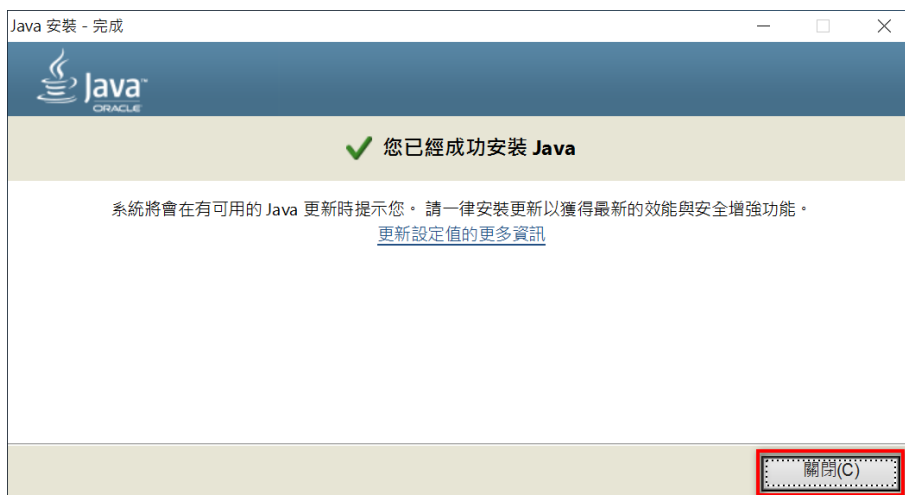 Java 安裝 - 完成
Java™
ORACLE
您已經成功安裝 Java
系統將會在有可用的 Java 更新時提示您。 請一律安裝更新以獲得最新的效能與安全增強功能。
更新設定值的更多資訊
關閉(C)